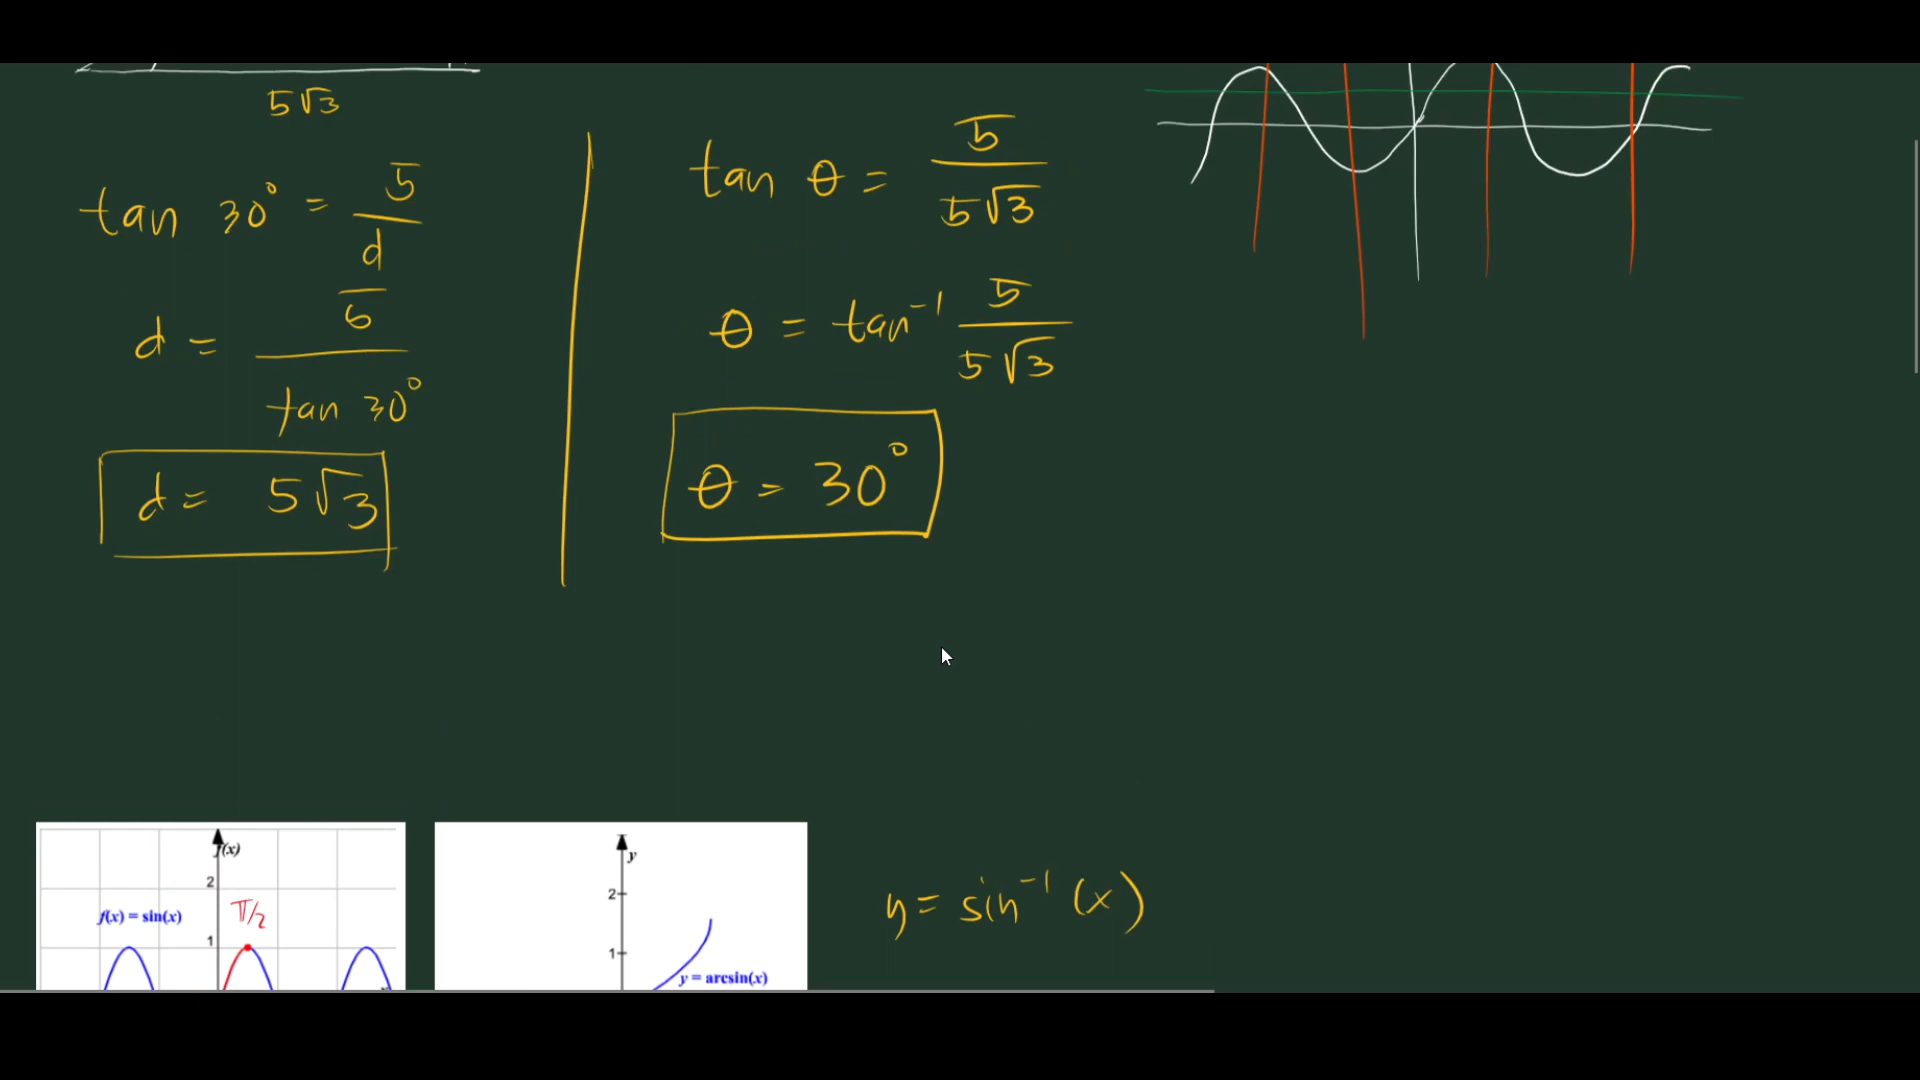 5√3
tan 30° = 5/d
d = 5/tan 30°
d = 5√3
tan θ = 5/5√3
θ = tan⁻¹ 5/5√3
θ = 30°
f(x)
2
f(x) = sin(x)
π/2
1
y
2
1
y = arcsin(x)
y = sin⁻¹ (x)